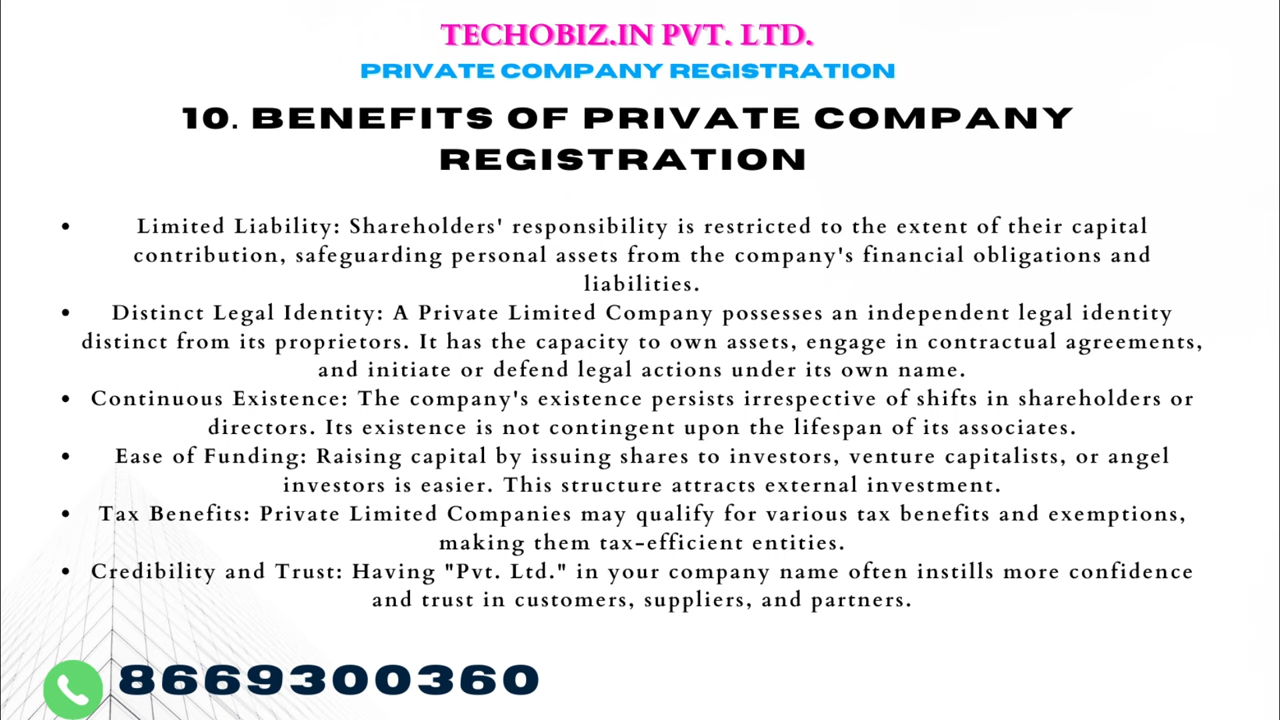 TECHOBIZ.IN PVT. LTD.
PRIVATE COMPANY REGISTRATION
10. BENEFITS OF PRIVATE COMPANY
REGISTRATION
• Limited Liability: Shareholders' responsibility is restricted to the extent of their capital
contribution, safeguarding personal assets from the company's financial obligations and
liabilities.
• Distinct Legal Identity: A Private Limited Company possesses an independent legal identity
distinct from its proprietors. It has the capacity to own assets, engage in contractual agreements,
and initiate or defend legal actions under its own name.
• Continuous Existence: The company's existence persists irrespective of shifts in shareholders or
directors. Its existence is not contingent upon the lifespan of its associates.
• Ease of Funding: Raising capital by issuing shares to investors, venture capitalists, or angel
investors is easier. This structure attracts external investment.
• Tax Benefits: Private Limited Companies may qualify for various tax benefits and exemptions,
making them tax-efficient entities.
• Credibility and Trust: Having "Pvt. Ltd." in your company name often instills more confidence
and trust in customers, suppliers, and partners.
8669300360